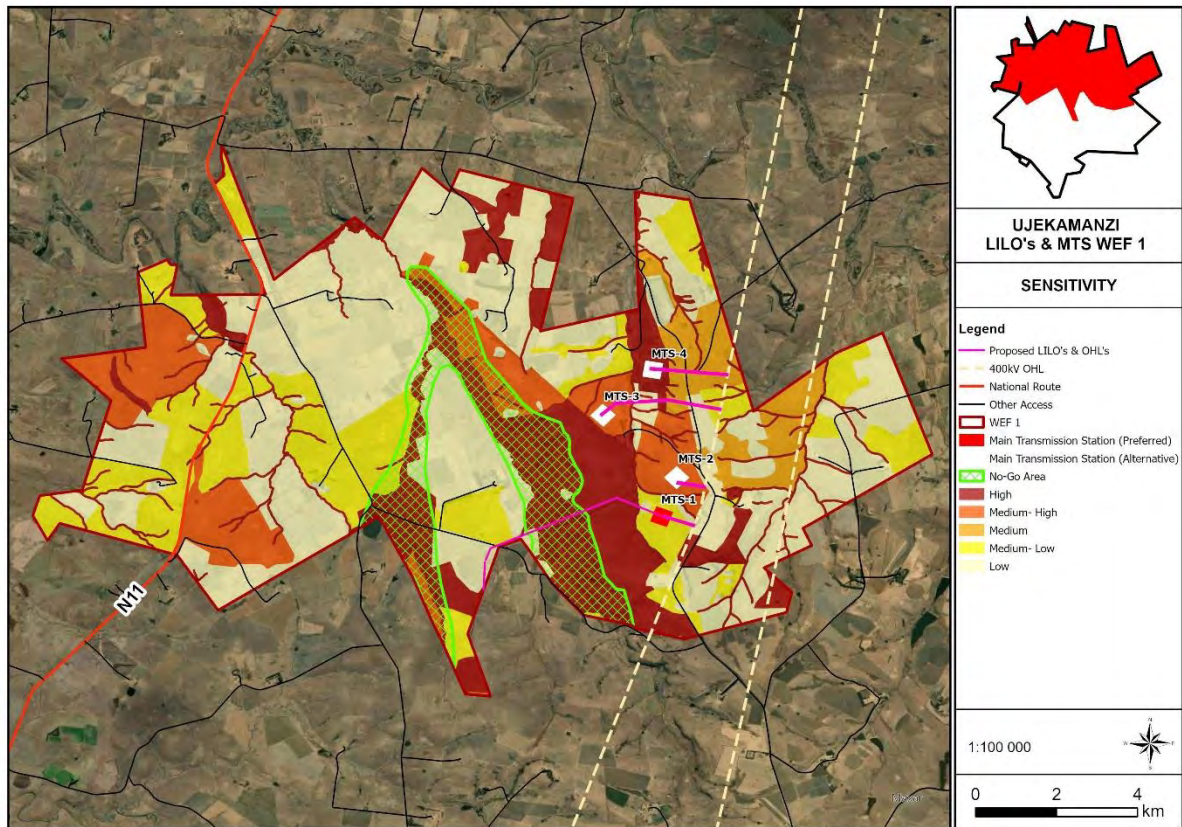 MTS-4
MTS-3
MTS-2
MTS-1
N11
UJEKAMANZI
LILO's & MTS WEF 1
SENSITIVITY
Legend
Proposed LILO's & OHL's
400kV OHL
National Route
Other Access
WEF 1
Main Transmission Station (Preferred)
Main Transmission Station (Alternative)
No-Go Area
High
Medium- High
Medium
Medium- Low
Low
1:100 000
N
W
E
S
0 2 4
km